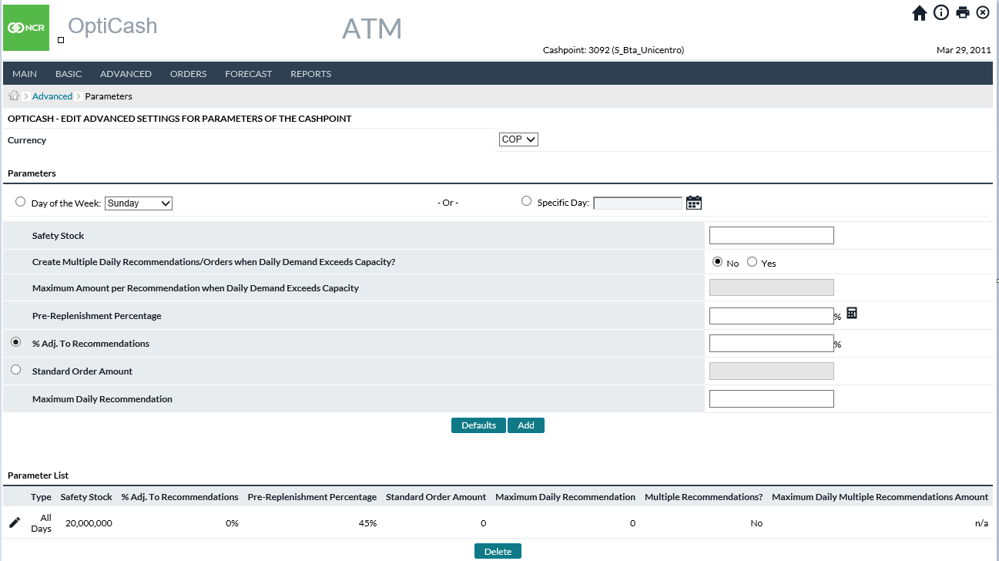 NCR
OptiCash
ATM
Cashpoint: 3092 (S_Bta_Unicentro)
Mar 29, 2011
MAIN BASIC ADVANCED ORDERS FORECAST REPORTS
> Advanced > Parameters
OPTICASH - EDIT ADVANCED SETTINGS FOR PARAMETERS OF THE CASHPOINT
Currency COP
Parameters
Day of the Week: Sunday - Or - Specific Day:
Safety Stock
Create Multiple Daily Recommendations/Orders when Daily Demand Exceeds Capacity? No Yes
Maximum Amount per Recommendation when Daily Demand Exceeds Capacity
Pre-Replenishment Percentage %
% Adj. To Recommendations %
Standard Order Amount
Maximum Daily Recommendation
Defaults Add
Parameter List
Type Safety Stock % Adj. To Recommendations Pre-Replenishment Percentage Standard Order Amount Maximum Daily Recommendation Multiple Recommendations? Maximum Daily Multiple Recommendations Amount
All Days 20,000,000 0% 45% 0 0 No n/a
Delete